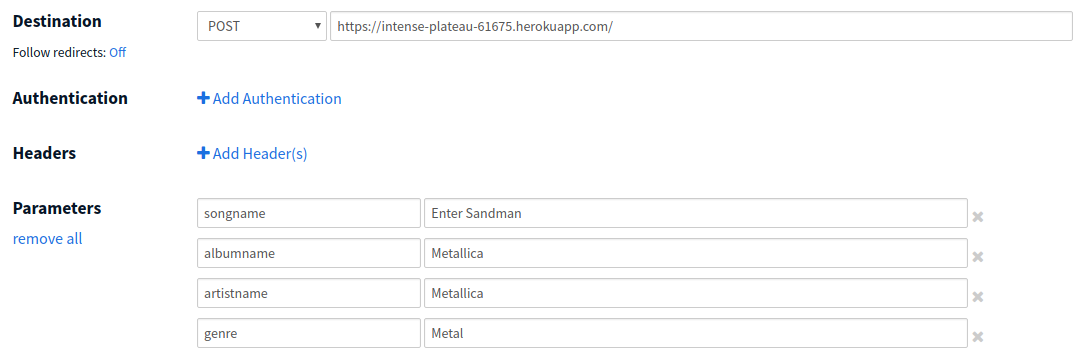 Destination POST https://intense-plateau-61675.herokuapp.com/
Follow redirects: Off
Authentication Add Authentication
Headers Add Header(s)
Parameters songname Enter Sandman
remove all
albumname Metallica
artistname Metallica
genre Metal